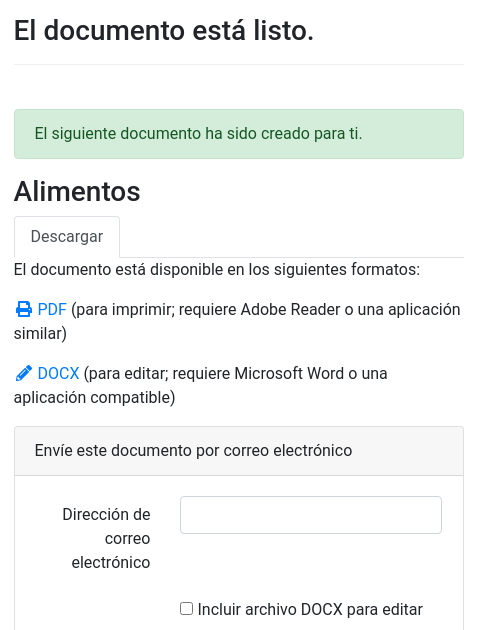 El documento está listo.
El siguiente documento ha sido creado para ti.
Alimentos
Descargar
El documento está disponible en los siguientes formatos:
PDF (para imprimir; requiere Adobe Reader o una aplicación
similar)
DOCX (para editar; requiere Microsoft Word o una
aplicación compatible)
Envíe este documento por correo electrónico
Dirección de
correo
electrónico
Incluir archivo DOCX para editar